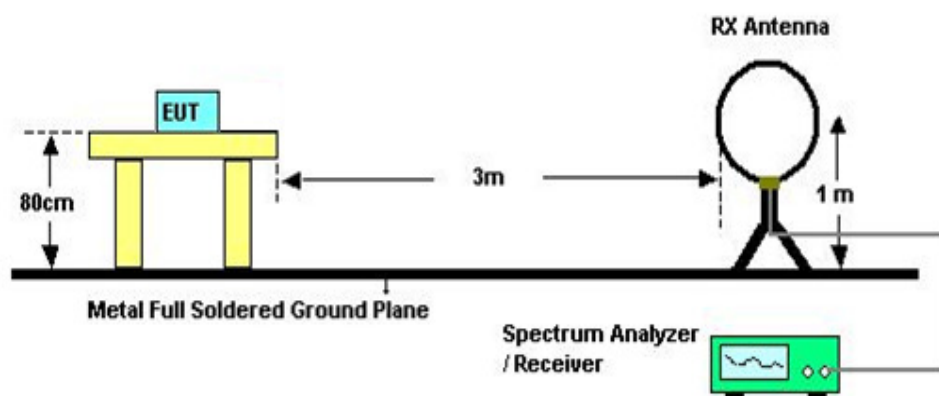 RX Antenna
EUT
80cm
3m
1 m
Metal Full Soldered Ground Plane
Spectrum Analyzer
/ Receiver